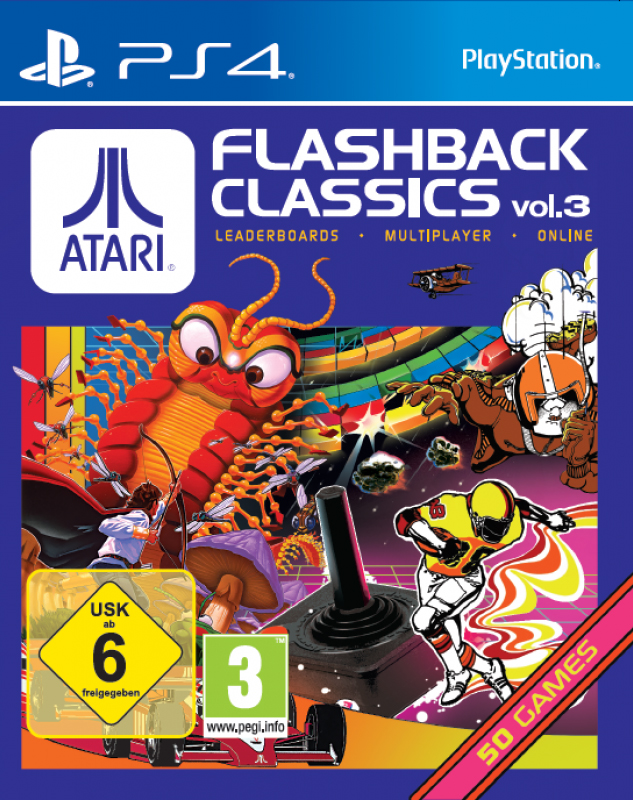 PS4
PlayStation®
ATARI®
FLASHBACK
CLASSICS vol.3
LEADERBOARDS · MULTIPLAYER · ONLINE
USK
ab
6
freigegeben
3™
www.pegi.info
50 GAMES